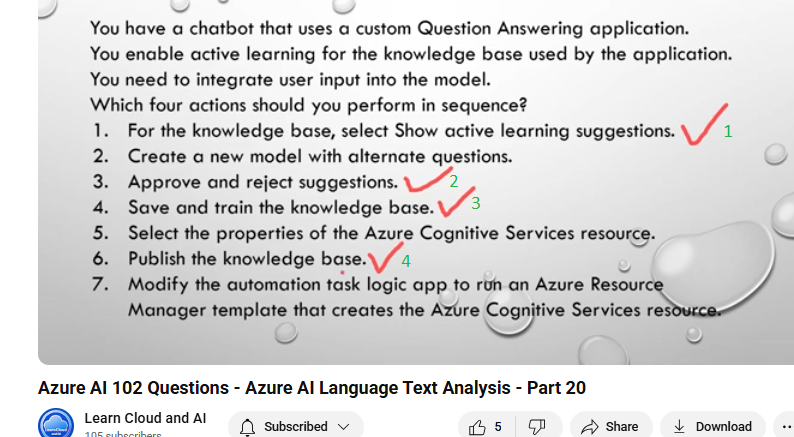 You have a chatbot that uses a custom Question Answering application.
You enable active learning for the knowledge base used by the application.
You need to integrate user input into the model.
Which four actions should you perform in sequence?
1. For the knowledge base, select Show active learning suggestions. 1
2. Create a new model with alternate questions.
3. Approve and reject suggestions. 2
4. Save and train the knowledge base. 3
5. Select the properties of the Azure Cognitive Services resource.
6. Publish the knowledge base. 4
7. Modify the automation task logic app to run an Azure Resource
Manager template that creates the Azure Cognitive Services resource.
Azure AI 102 Questions - Azure AI Language Text Analysis - Part 20
Learn Cloud and AI
105 subscribers
Subscribed
5
Share
Download